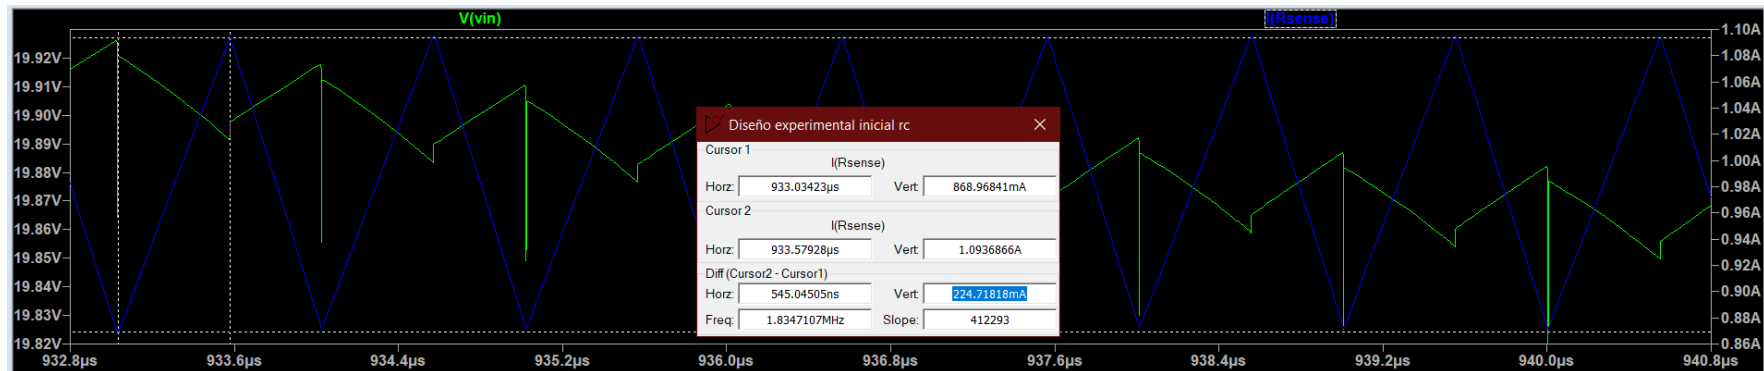 V(vin) I(Rsense)
19.92V
19.91V
19.90V
19.89V
19.88V
19.87V
19.86V
19.85V
19.84V
19.83V
19.82V
Diseño experimental inicial rc
Cursor 1
I(Rsense)
Horz: 933.03423µs Vert: 868.96841mA
Cursor 2
I(Rsense)
Horz: 933.57928µs Vert: 1.0936866A
Diff (Cursor2 - Cursor1)
Horz: 545.04505ns Vert: 224.71818mA
Freq: 1.8347107MHz Slope: 412293
1.10A
1.08A
1.06A
1.04A
1.02A
1.00A
0.98A
0.96A
0.94A
0.92A
0.90A
0.88A
0.86A
932.8µs 933.6µs 934.4µs 935.2µs 936.0µs 936.8µs 937.6µs 938.4µs 939.2µs 940.0µs 940.8µs